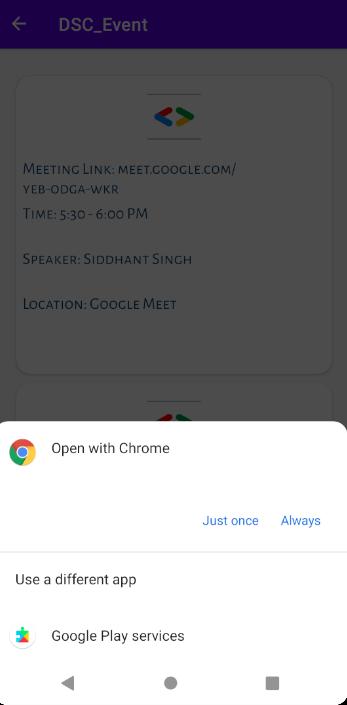 DSC_Event
Meeting Link: meet.google.com/
yeb-odga-wkr
Time: 5:30 - 6:00 PM
Speaker: Siddhant Singh
Location: Google Meet
Open with Chrome
Just once Always
Use a different app
Google Play services